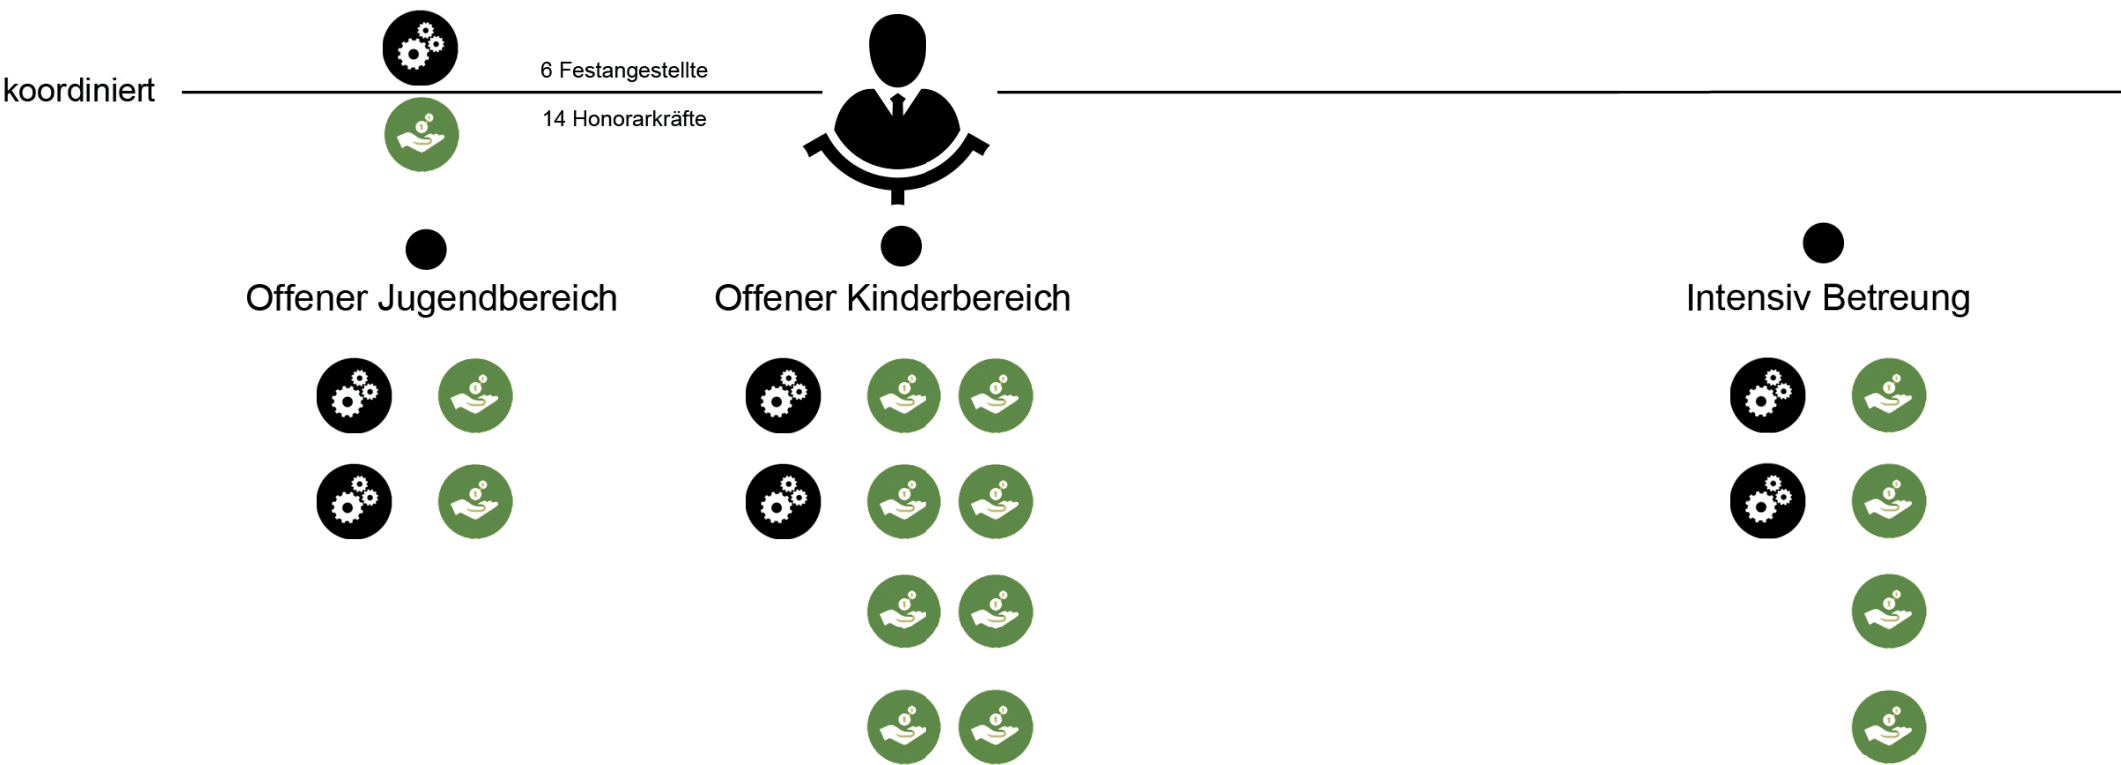 6 Festangestellte
koordiniert
14 Honorarkräfte
Offener Jugendbereich
Offener Kinderbereich
Intensiv Betreung